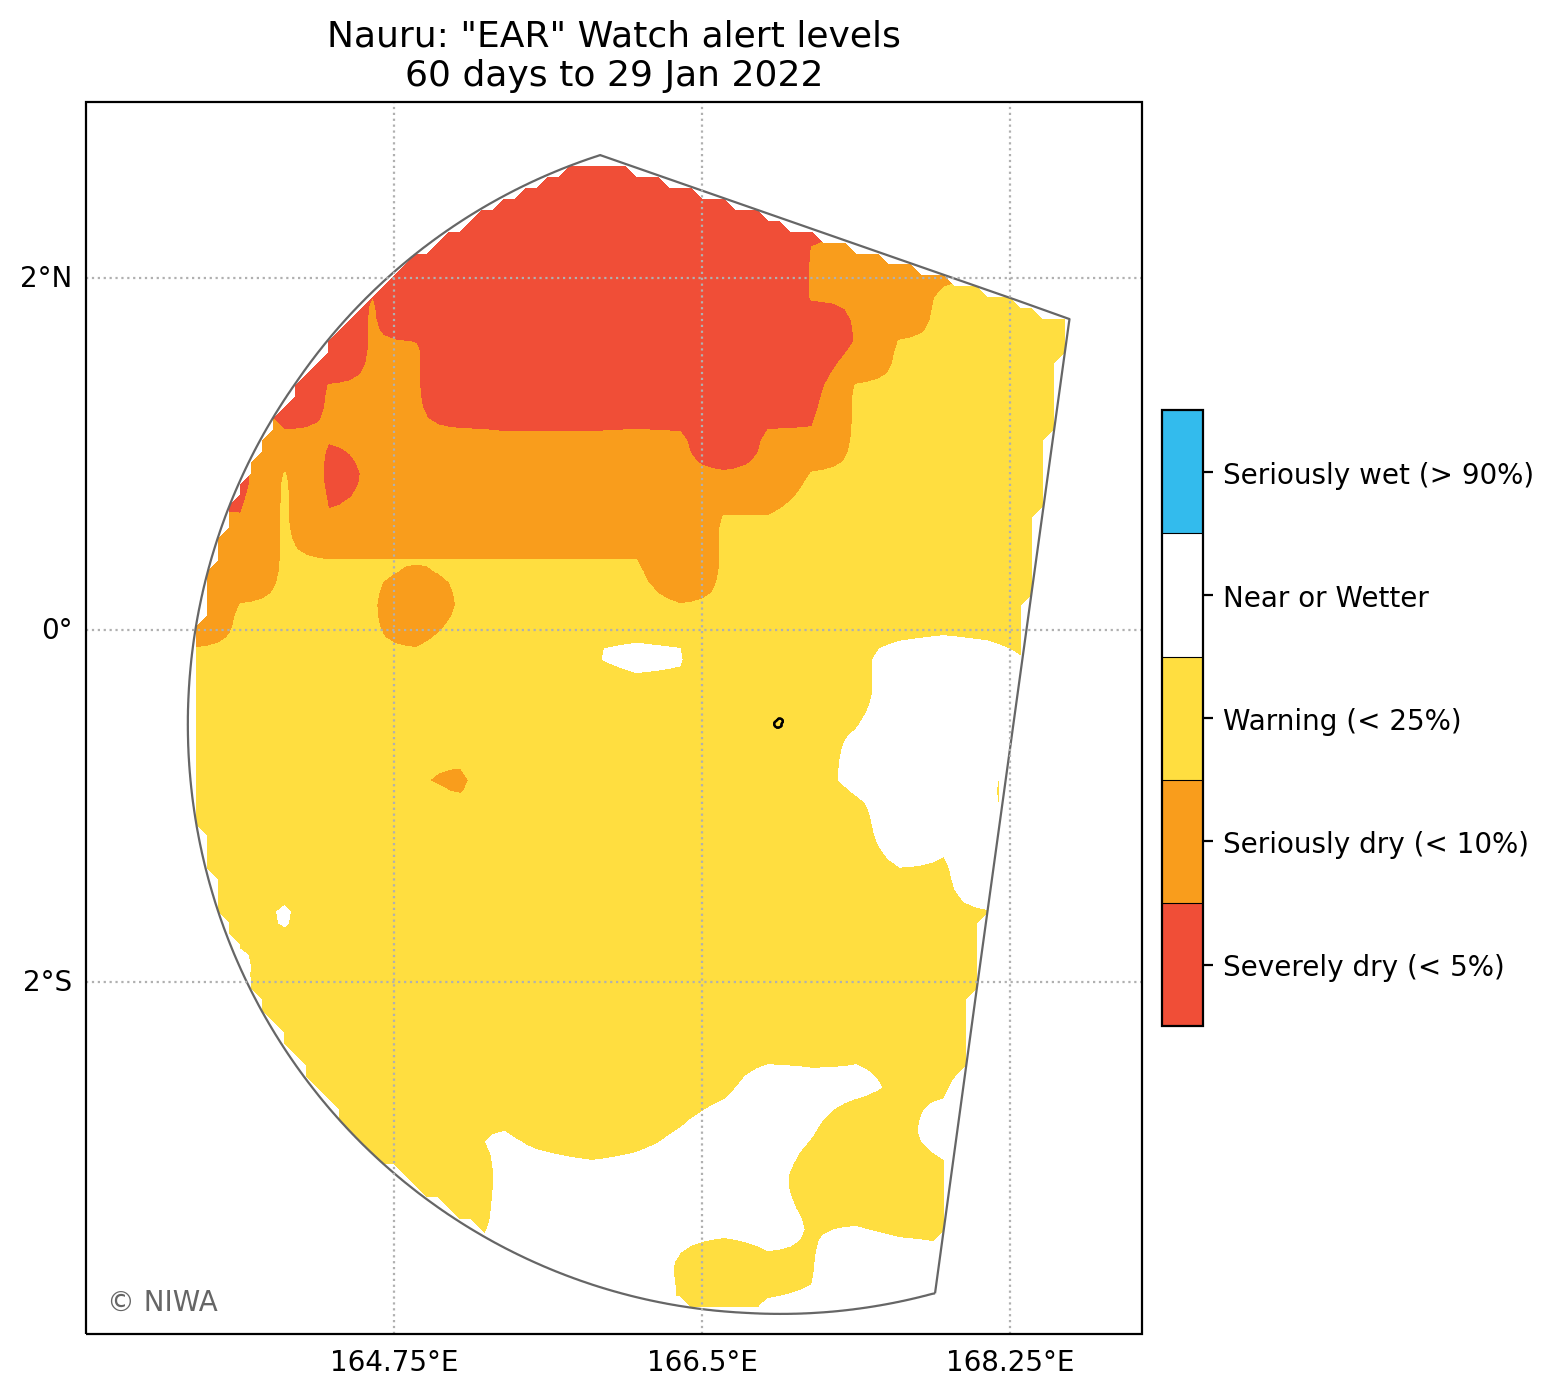 Nauru: "EAR" Watch alert levels
60 days to 29 Jan 2022
2°N
0°
2°S
164.75°E
166.5°E
168.25°E
Seriously wet (> 90%)
Near or Wetter
Warning (< 25%)
Seriously dry (< 10%)
Severely dry (< 5%)
© NIWA